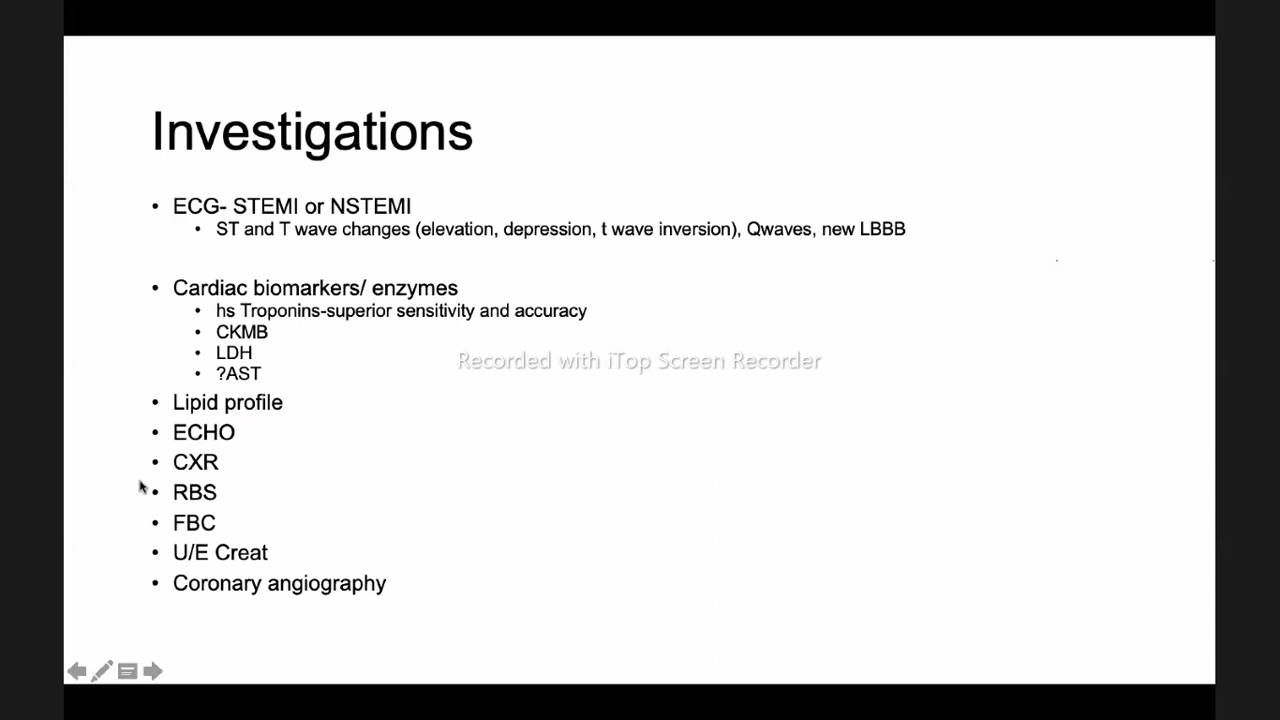 Investigations
• ECG- STEMI or NSTEMI
• ST and T wave changes (elevation, depression, t wave inversion), Qwaves, new LBBB
• Cardiac biomarkers/ enzymes
• hs Troponins-superior sensitivity and accuracy
• CKMB
• LDH
Recorded with iTop Screen Recorder
• ?AST
• Lipid profile
• ECHO
• CXR
• RBS
• FBC
• U/E Creat
• Coronary angiography